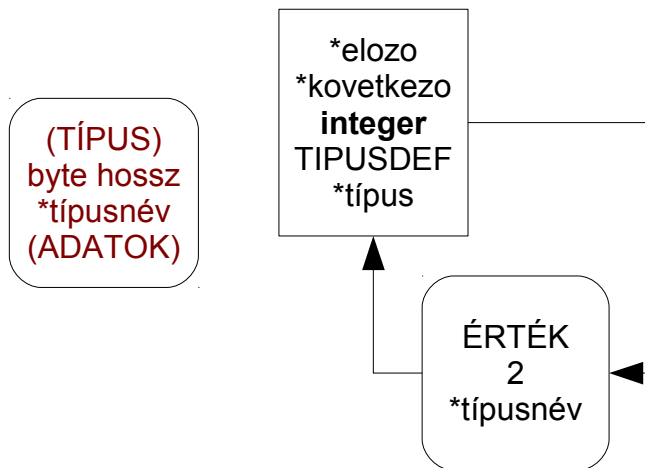 (TÍPUS)
byte hossz
*típusnév
(ADATOK)
*elozo
*kovetkezo
integer
TIPUSDEF
*típus
ÉRTÉK
2
*típusnév